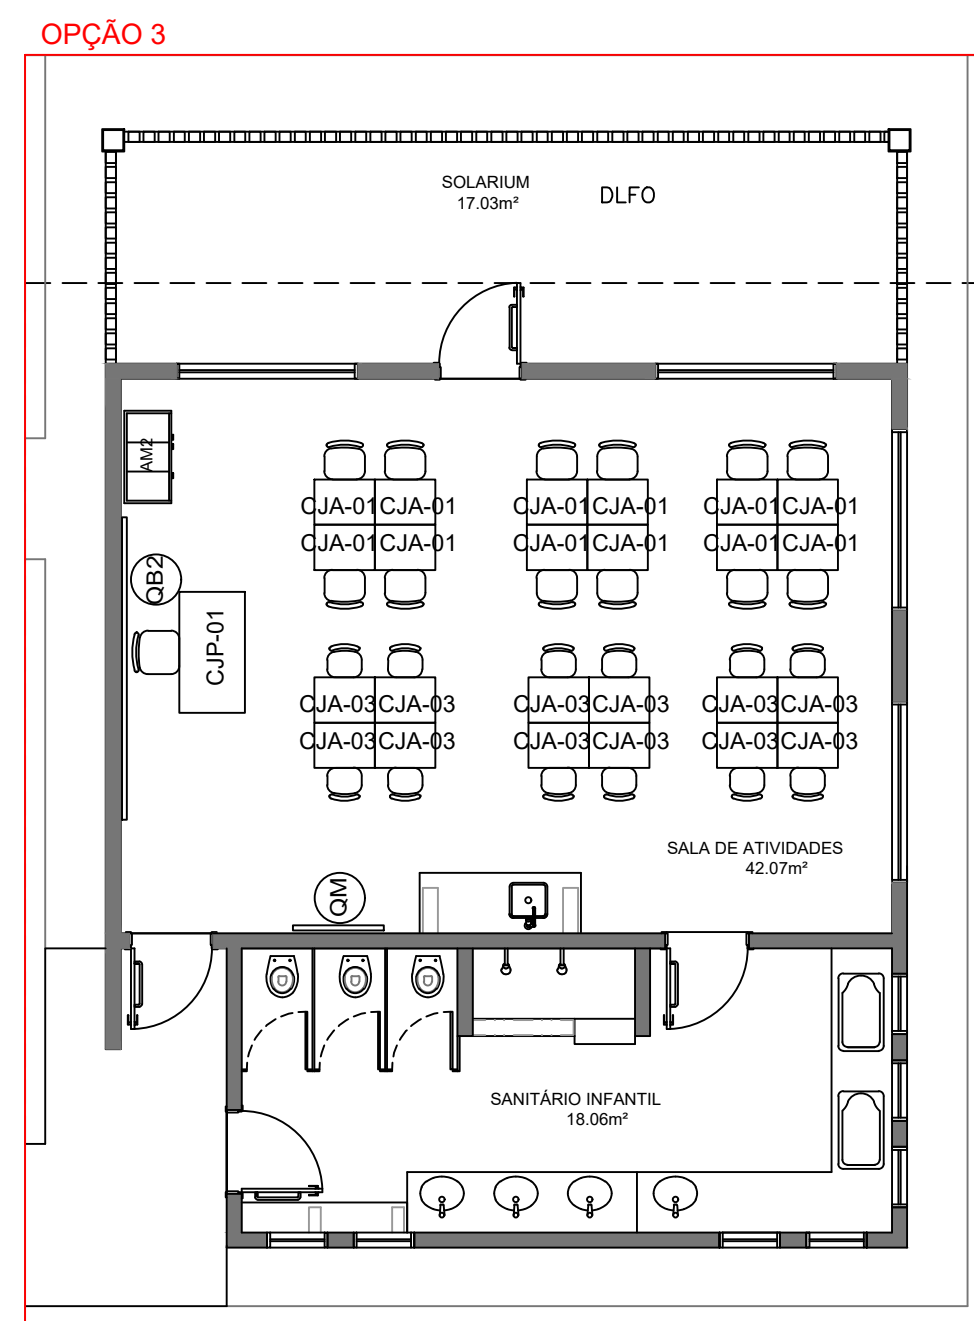 OPÇÃO 3
SOLARIUM
17.03m²
DLFO
AM2
CJA-01 CJA-01 CJA-01 CJA-01 CJA-01 CJA-01
CJA-01 CJA-01 CJA-01 CJA-01 CJA-01 CJA-01
QB2
CJP-01
CJA-03 CJA-03 CJA-03 CJA-03 CJA-03 CJA-03
CJA-03 CJA-03 CJA-03 CJA-03 CJA-03 CJA-03
SALA DE ATIVIDADES
42.07m²
QM
SANITÁRIO INFANTIL
18.06m²